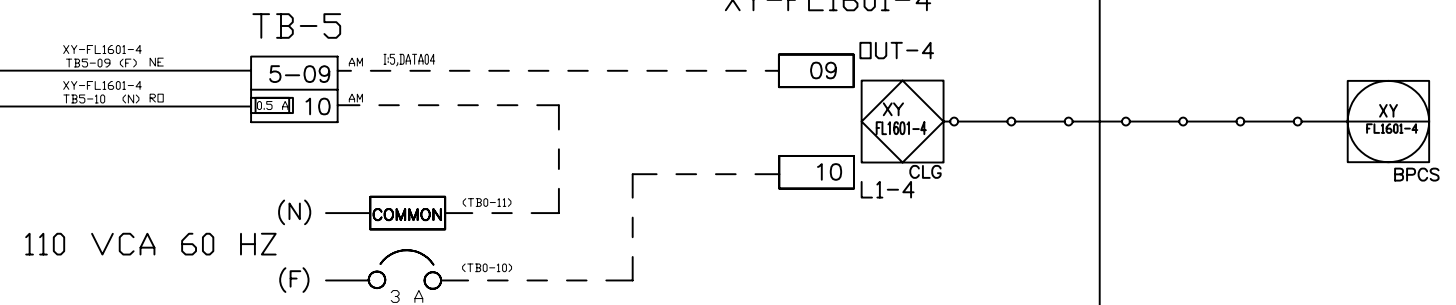 XY-FL1601-4
TB-5
XY-FL1601-4
TB5-09 (F) NE
5-09
AM
I:5,DATA04
09
OUT-4
XY-FL1601-4
TB5-10 (N) RO
0.5 A
10
AM
XY
FL1601-4
CLG
XY
FL1601-4
BPCS
10
L1-4
(N)
COMMON
(TB0-11)
110 VCA 60 HZ
(F)
3 A
(TB0-10)